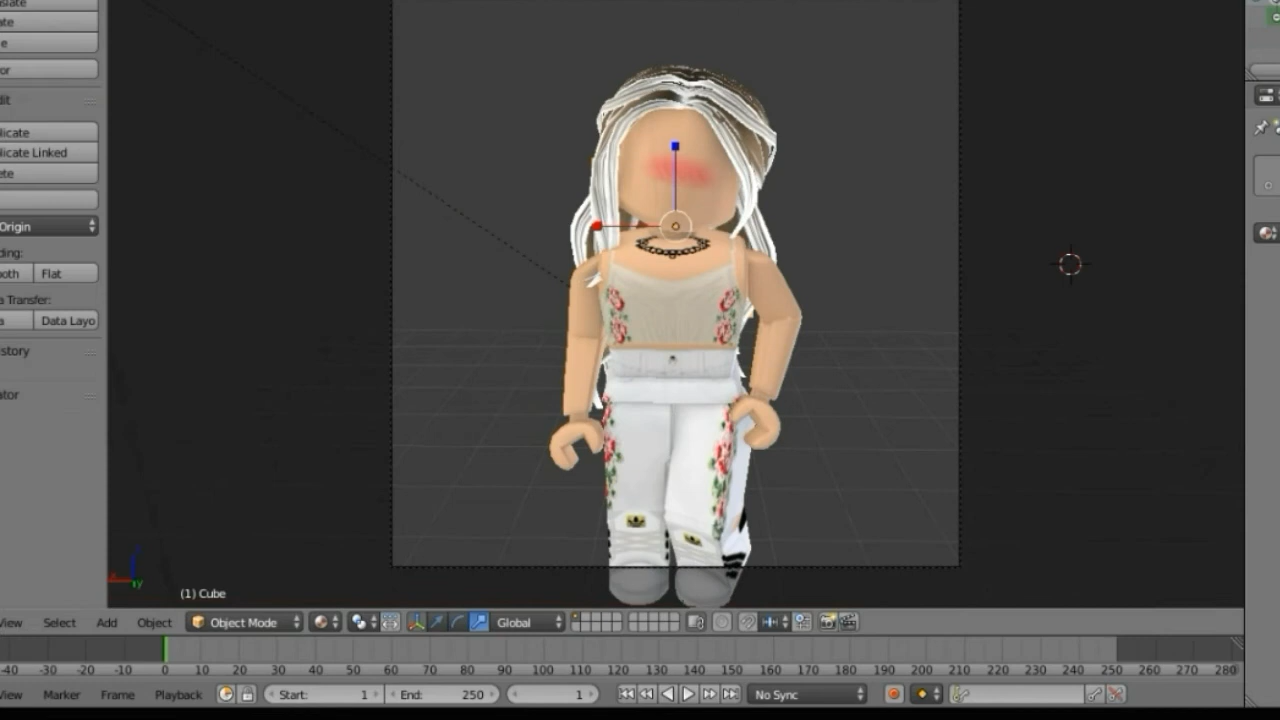 slate
ate
e
or
dit
licate
licate Linked
ete
Origin
ding:
oth Flat
a Transfer:
a Data Layo
istory
ator
(1) Cube
View Select Add Object Object Mode Global
-40 -30 -20 -10 0 10 20 30 40 50 60 70 80 90 100 110 120 130 140 150 160 170 180 190 200 210 220 230 240 250 260 270 280
View Marker Frame Playback Start: 1 End: 250 1 No Sync